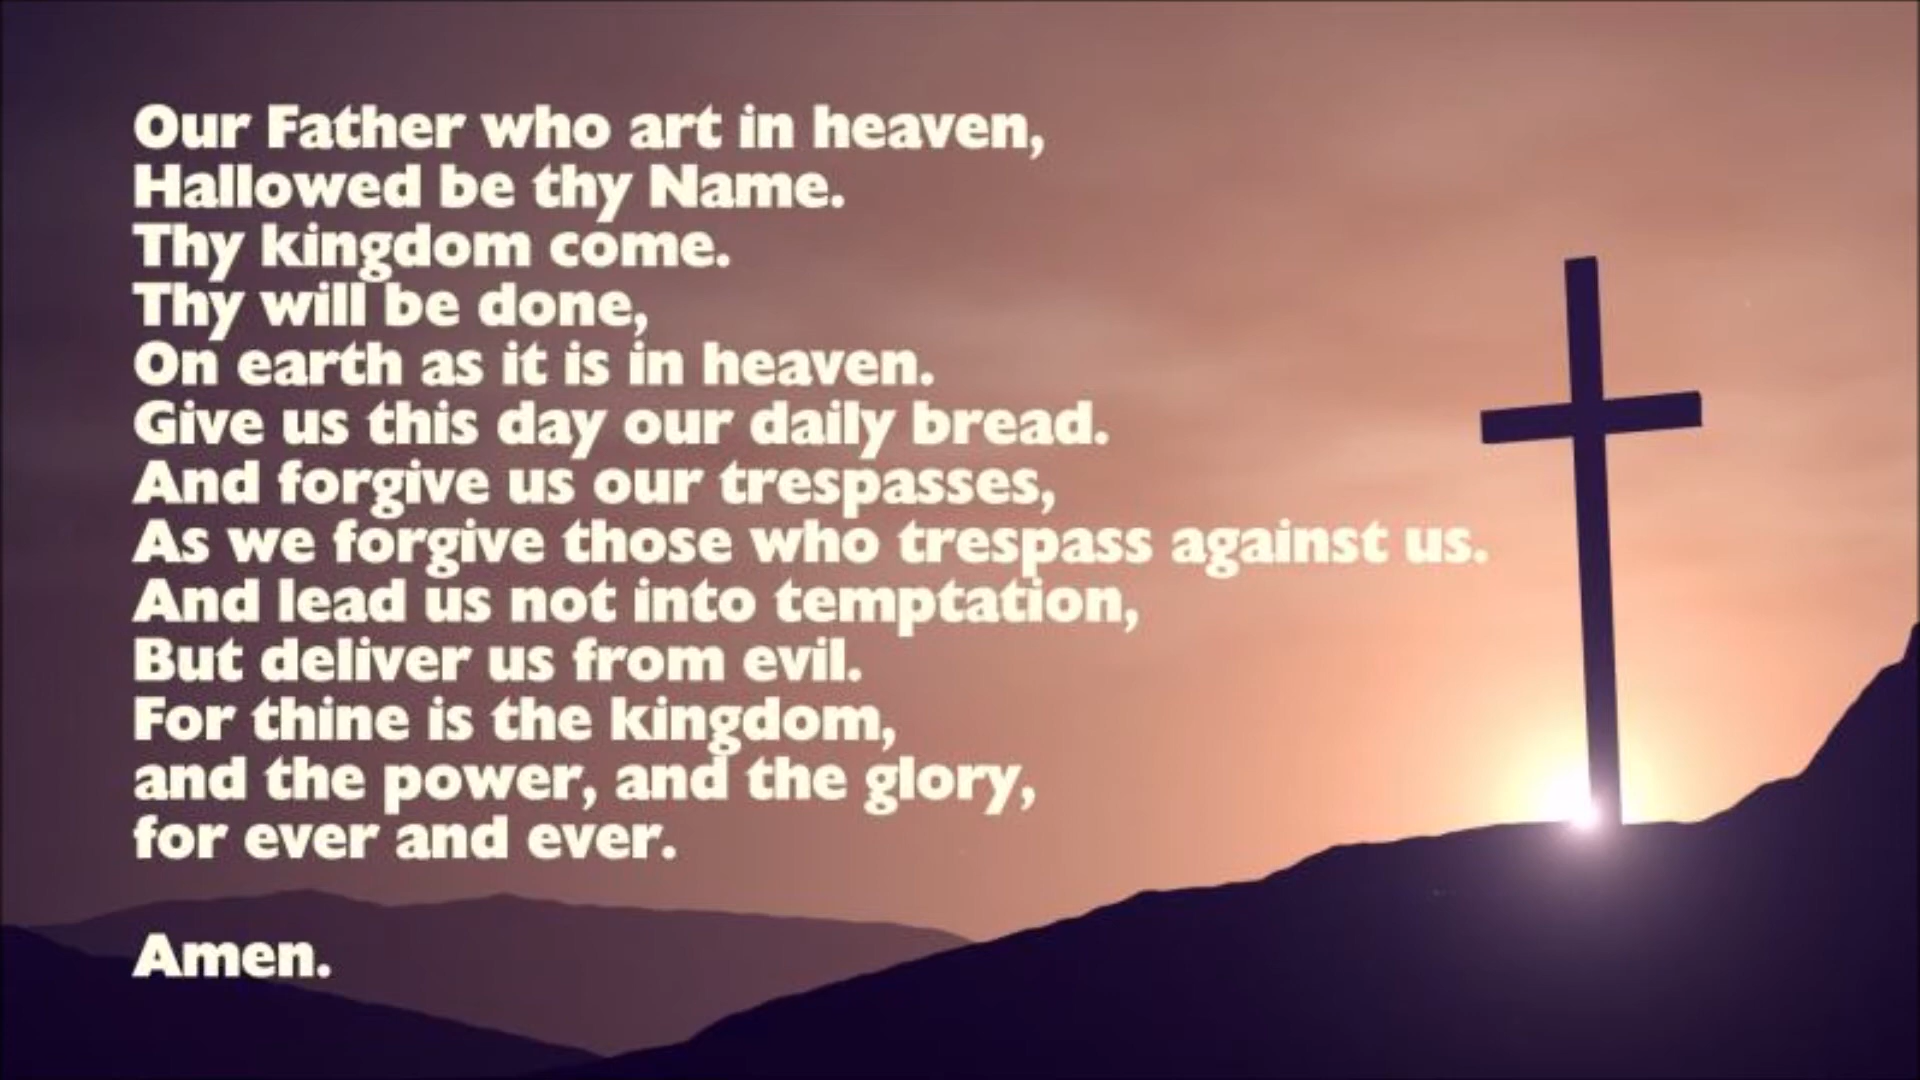 Our Father who art in heaven,
Hallowed be thy Name.
Thy kingdom come.
Thy will be done,
On earth as it is in heaven.
Give us this day our daily bread.
And forgive us our trespasses,
As we forgive those who trespass against us.
And lead us not into temptation,
But deliver us from evil.
For thine is the kingdom,
and the power, and the glory,
for ever and ever.
Amen.